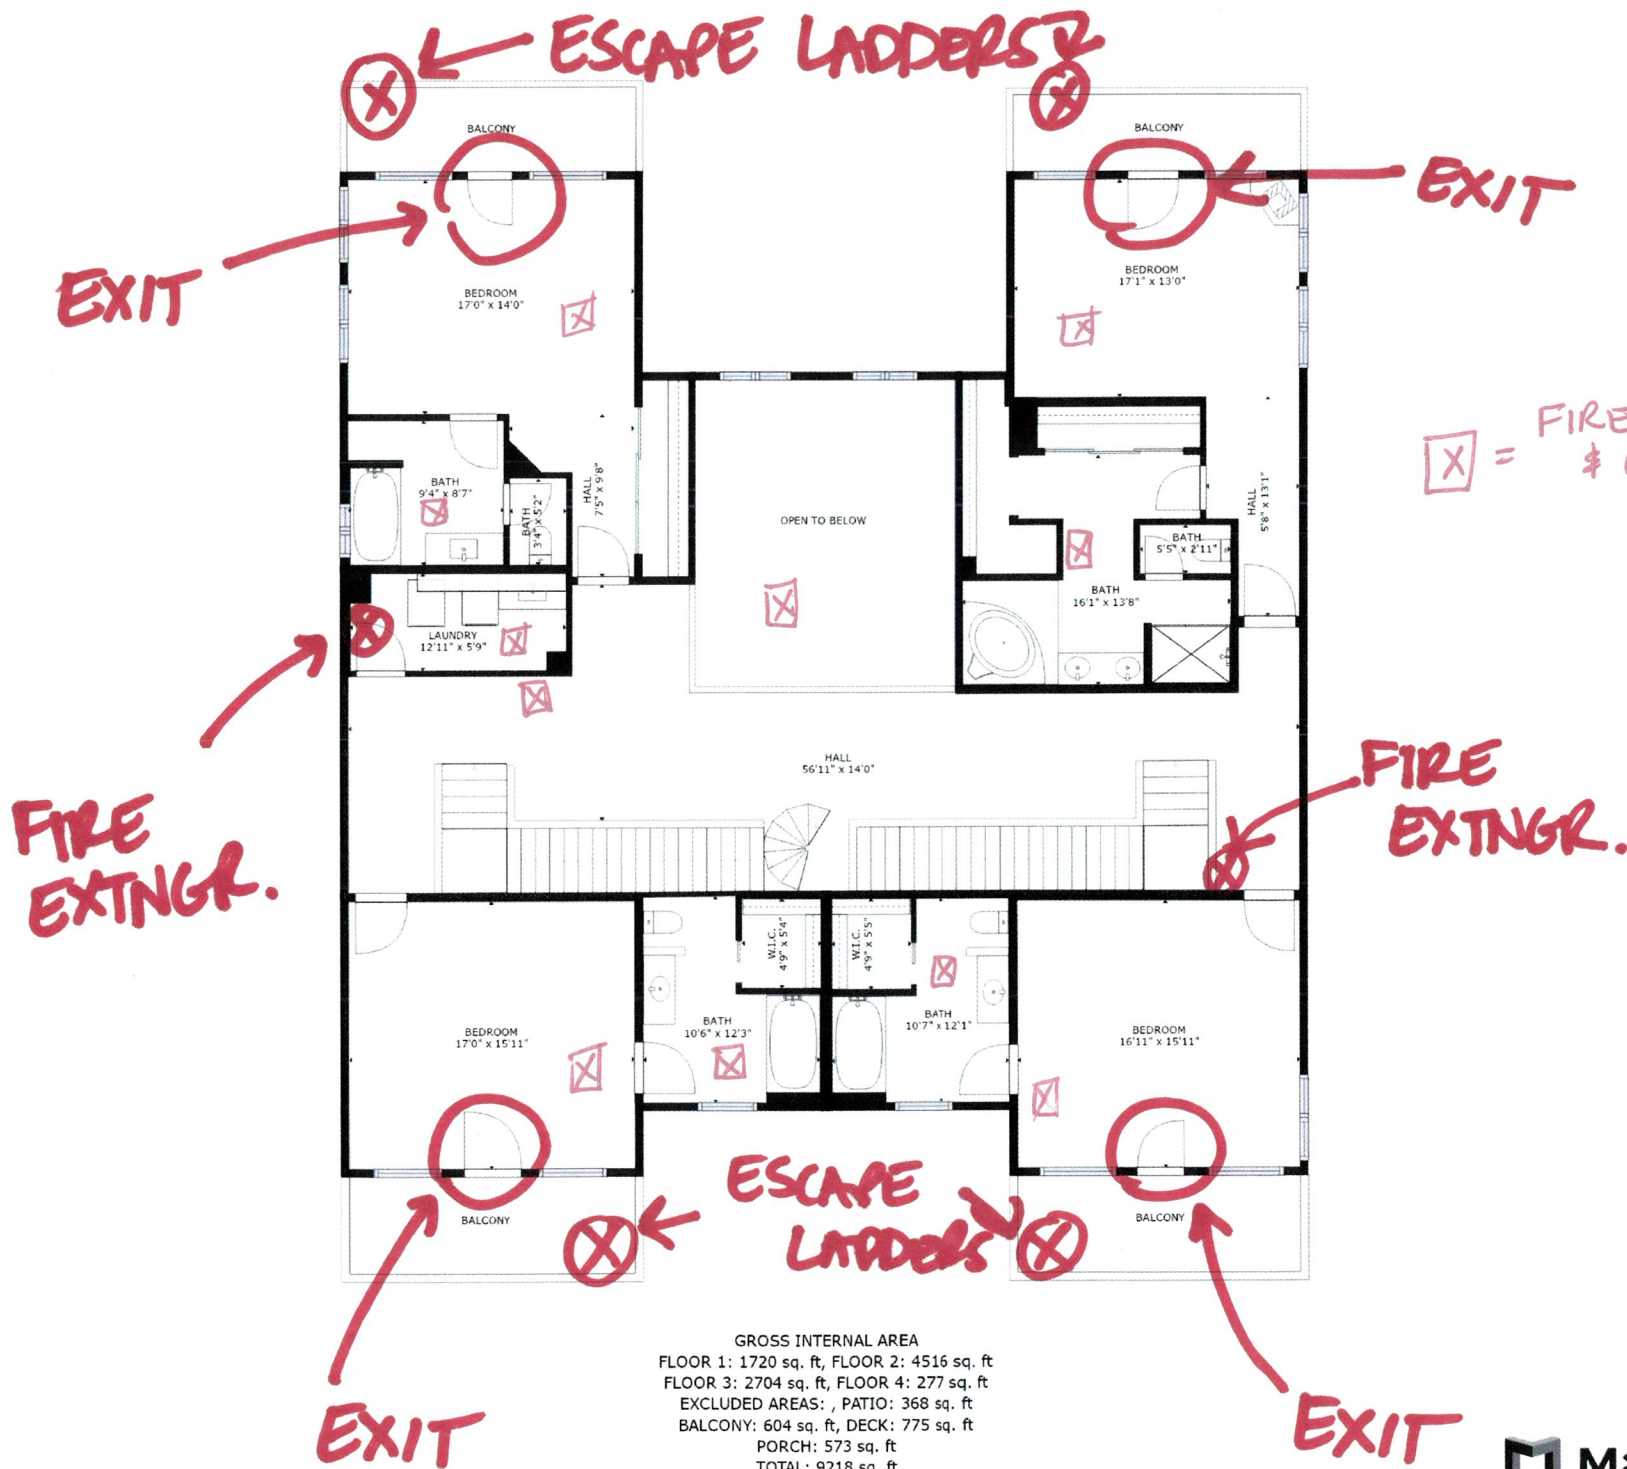 ESCAPE LADDERS
BALCONY
BALCONY
EXIT
EXIT
BEDROOM
17'0" x 14'0"
BEDROOM
17'1" x 13'0"
X = FIRE
&
BATH
9'4" x 8'7"
BATH
3'4" x 5'2"
HALL
7'5" x 9'8"
OPEN TO BELOW
HALL
5'8" x 13'1"
BATH
5'5" x 2'11"
BATH
16'1" x 13'8"
LAUNDRY
12'11" x 5'9"
HALL
56'11" x 14'0"
FIRE
EXTNGR.
FIRE
EXTNGR.
W.I.C.
4'9" x 5'4"
W.I.C.
4'9" x 5'5"
BEDROOM
17'0" x 15'11"
BATH
10'6" x 12'3"
BATH
10'7" x 12'1"
BEDROOM
16'11" x 15'11"
ESCAPE
LADDERS
BALCONY
BALCONY
EXIT
EXIT
GROSS INTERNAL AREA
FLOOR 1: 1720 sq. ft, FLOOR 2: 4516 sq. ft
FLOOR 3: 2704 sq. ft, FLOOR 4: 277 sq. ft
EXCLUDED AREAS: , PATIO: 368 sq. ft
BALCONY: 604 sq. ft, DECK: 775 sq. ft
PORCH: 573 sq. ft
TOTAL: 9218 sq. ft